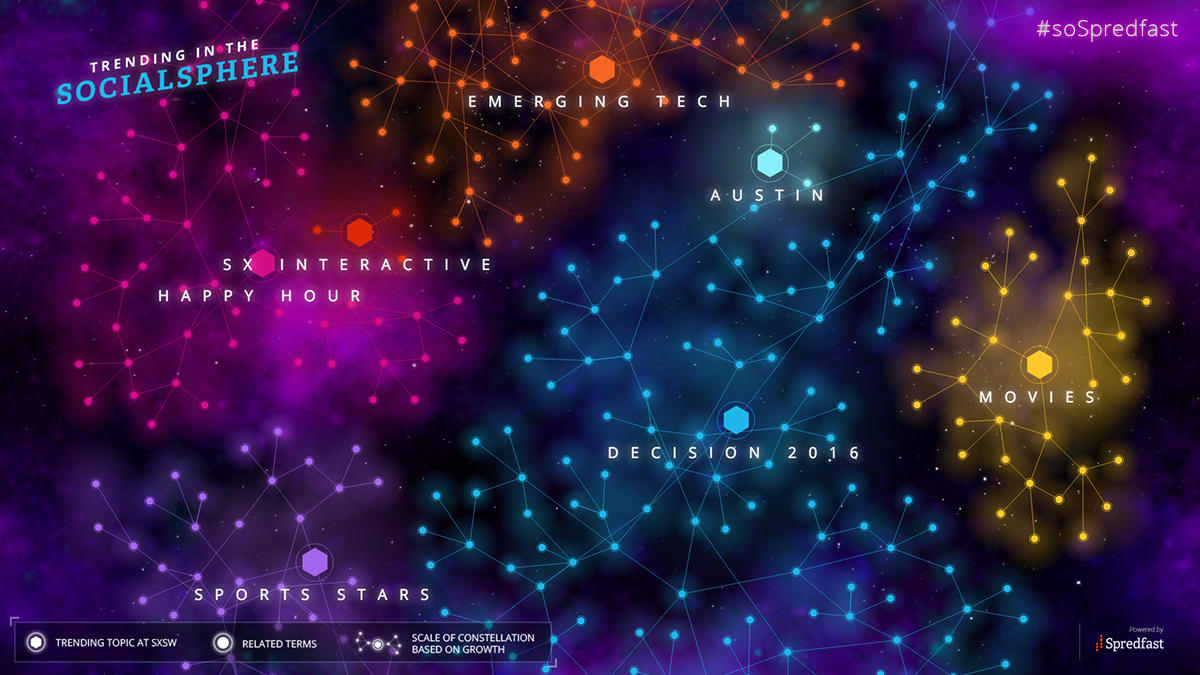 TRENDING IN THE
SOCIALSPHERE
#soSpredfast
EMERGING TECH
AUSTIN
SX INTERACTIVE
HAPPY HOUR
MOVIES
DECISION 2016
SPORTS STARS
TRENDING TOPIC AT SXSW
RELATED TERMS
SCALE OF CONSTELLATION
BASED ON GROWTH
Powered by
Spredfast